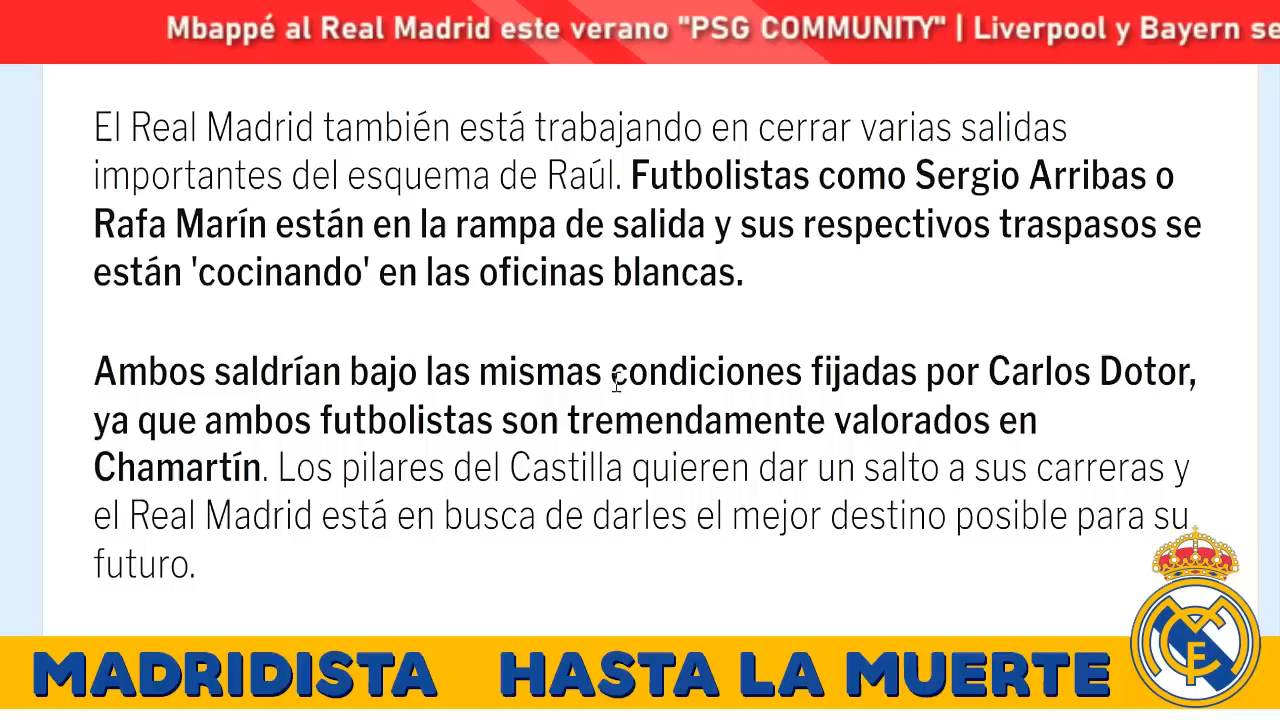 Mbappé al Real Madrid este verano "PSG COMMUNITY" | Liverpool y Bayern se
El Real Madrid también está trabajando en cerrar varias salidas
importantes del esquema de Raúl. Futbolistas como Sergio Arribas o
Rafa Marín están en la rampa de salida y sus respectivos traspasos se
están 'cocinando' en las oficinas blancas.
Ambos saldrían bajo las mismas condiciones fijadas por Carlos Dotor,
ya que ambos futbolistas son tremendamente valorados en
Chamartín. Los pilares del Castilla quieren dar un salto a sus carreras y
el Real Madrid está en busca de darles el mejor destino posible para su
futuro.
MADRIDISTA HASTA LA MUERTE